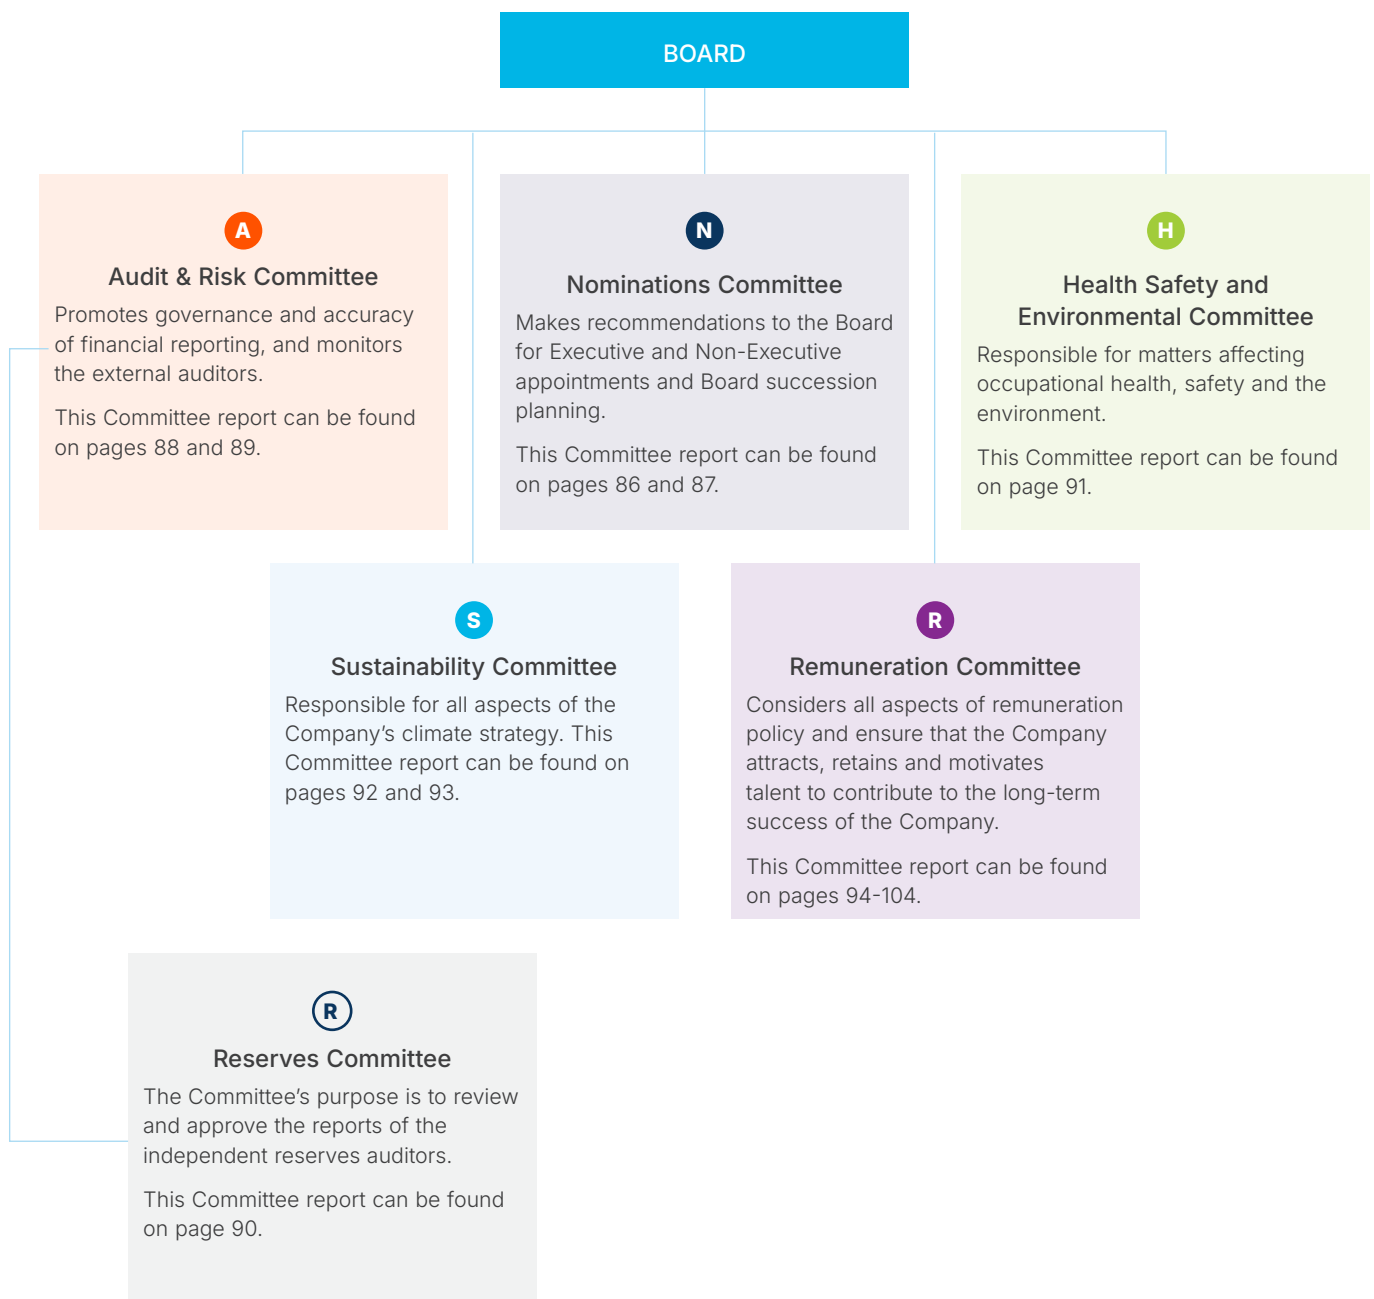 BOARD
A
Audit & Risk Committee
Promotes governance and accuracy
of financial reporting, and monitors
the external auditors.
This Committee report can be found
on pages 88 and 89.
N
Nominations Committee
Makes recommendations to the Board
for Executive and Non-Executive
appointments and Board succession
planning.
This Committee report can be found
on pages 86 and 87.
H
Health Safety and
Environmental Committee
Responsible for matters affecting
occupational health, safety and the
environment.
This Committee report can be found
on page 91.
S
Sustainability Committee
Responsible for all aspects of the
Company’s climate strategy. This
Committee report can be found on
pages 92 and 93.
R
Remuneration Committee
Considers all aspects of remuneration
policy and ensure that the Company
attracts, retains and motivates
talent to contribute to the long-term
success of the Company.
This Committee report can be found
on pages 94-104.
R
Reserves Committee
The Committee’s purpose is to review
and approve the reports of the
independent reserves auditors.
This Committee report can be found
on page 90.